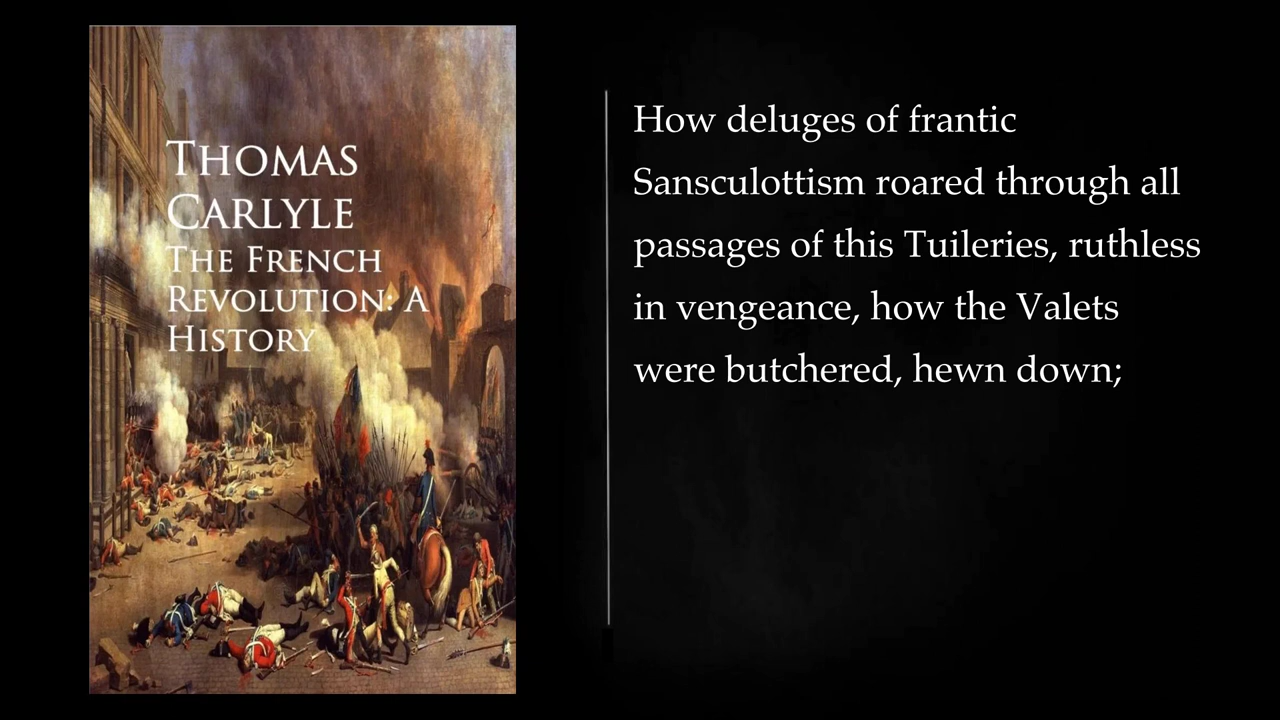 THOMAS
CARLYLE
THE FRENCH
REVOLUTION: A
HISTORY
How deluges of frantic
Sansculottism roared through all
passages of this Tuileries, ruthless
in vengeance, how the Valets
were butchered, hewn down;